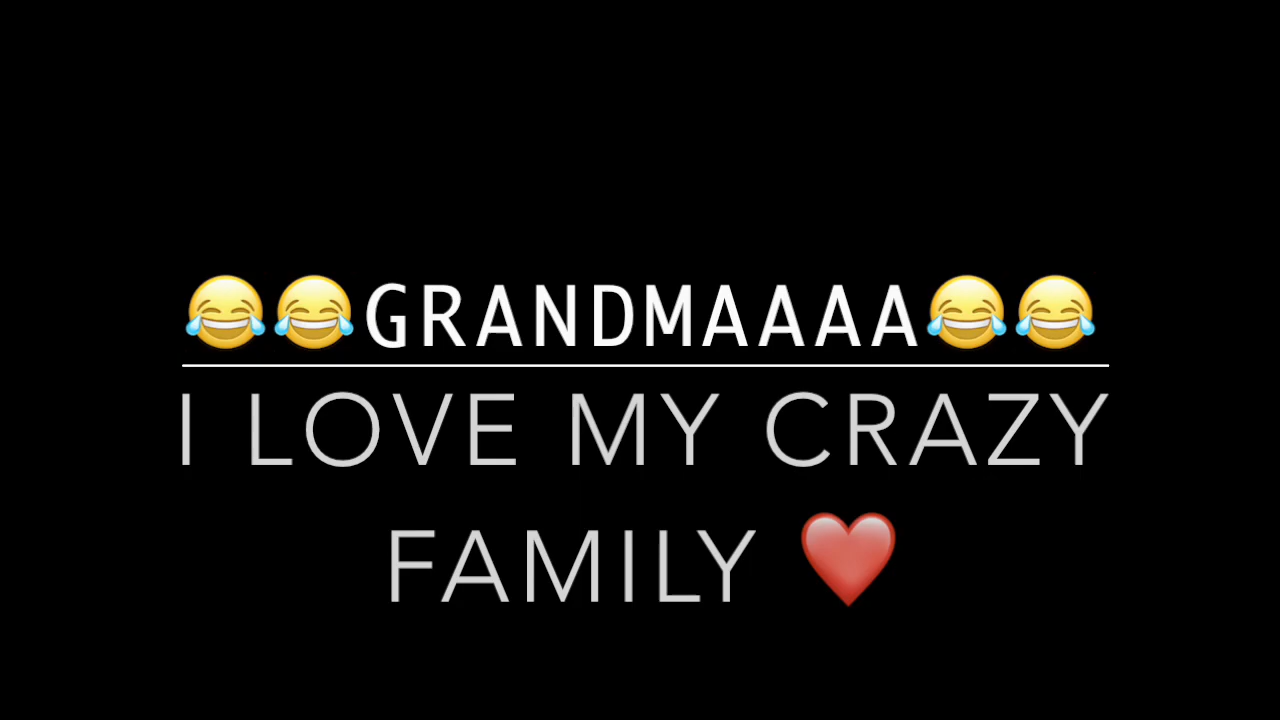 😂😂GRANDMAAAA😂😂
I LOVE MY CRAZY
FAMILY ❤️